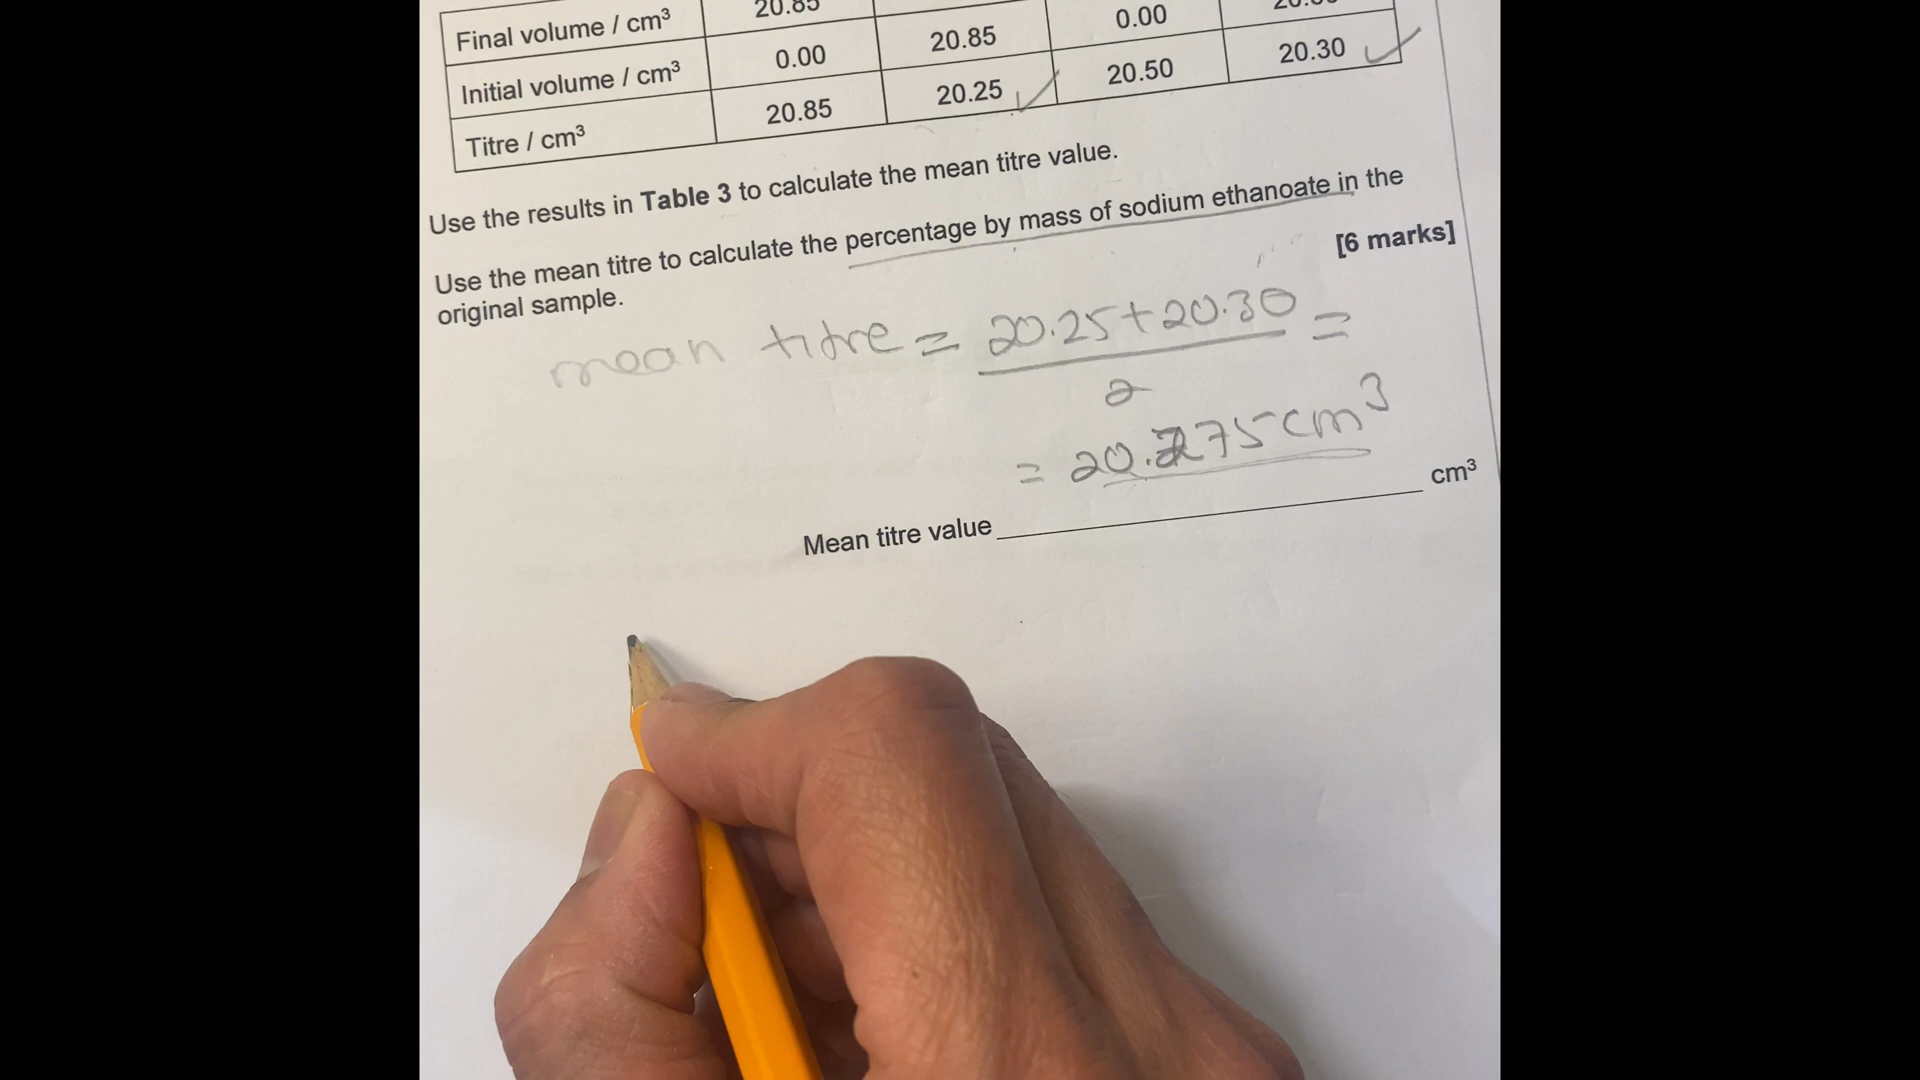 Final volume / cm³ 20.85 0.00
Initial volume / cm³ 0.00 20.85 20.50 20.30
Titre / cm³ 20.85 20.25
Use the results in Table 3 to calculate the mean titre value.
Use the mean titre to calculate the percentage by mass of sodium ethanoate in the
original sample.
[6 marks]
mean titre = 20.25+20.30 =
2
= 20.275cm³
Mean titre value cm³